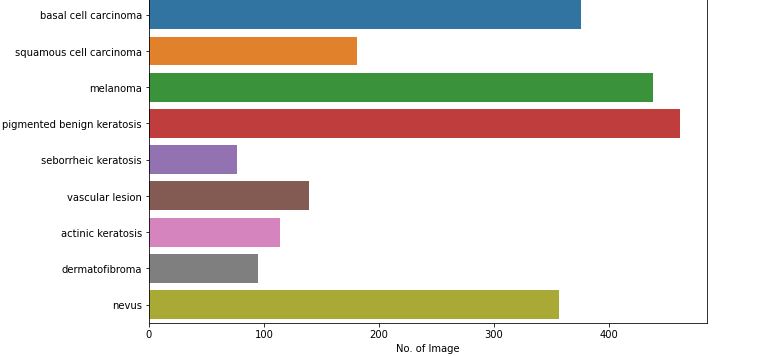 basal cell carcinoma
squamous cell carcinoma
melanoma
pigmented benign keratosis
seborrheic keratosis
vascular lesion
actinic keratosis
dermatofibroma
nevus
0 100 200 300 400
No. of Image